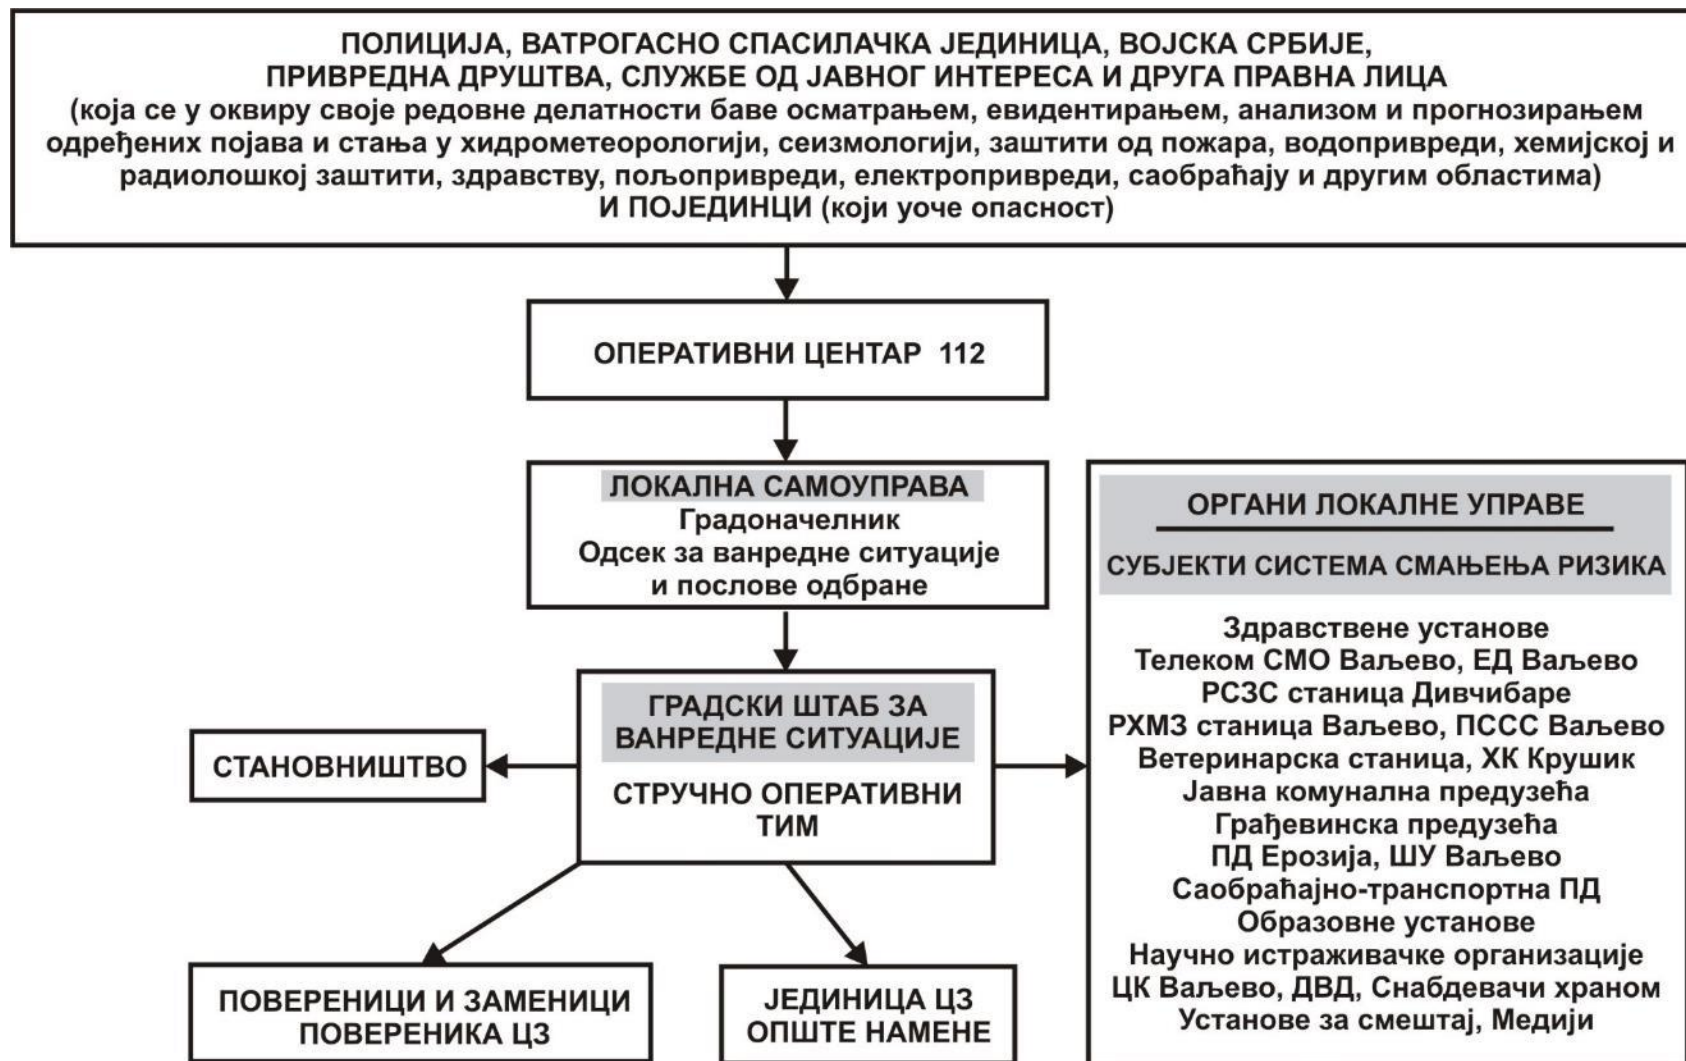 ПОЛИЦИЈА, ВАТРОГАСНО СПАСИЛАЧКА ЈЕДИНИЦА, ВОЈСКА СРБИЈЕ,
ПРИВРЕДНА ДРУШТВА, СЛУЖБЕ ОД ЈАВНОГ ИНТЕРЕСА И ДРУГА ПРАВНА ЛИЦА
(која се у оквиру своје редовне делатности баве осматрањем, евидентирањем, анализом и прогнозирањем
одређених појава и стања у хидрометеорологији, сеизмологији, заштити од пожара, водопривреди, хемијској и
радиолошкој заштити, здравству, пољопривреди, електропривреди, саобраћају и другим областима)
И ПОЈЕДИНЦИ (који уоче опасност)
ОПЕРАТИВНИ ЦЕНТАР 112
ЛОКАЛНА САМОУПРАВА
Градоначелник
Одсек за ванредне ситуације
и послове одбране
ГРАДСКИ ШТАБ ЗА
ВАНРЕДНЕ СИТУАЦИЈЕ
СТРУЧНО ОПЕРАТИВНИ
ТИМ
СТАНОВНИШТВО
ПОВЕРЕНИЦИ И ЗАМЕНИЦИ
ПОВЕРЕНИКА ЦЗ
ЈЕДИНИЦА ЦЗ
ОПШТЕ НАМЕНЕ
ОРГАНИ ЛОКАЛНЕ УПРАВЕ
СУБЈЕКТИ СИСТЕМА СМАЊЕЊА РИЗИКА
Здравствене установе
Телеком СМО Ваљево, ЕД Ваљево
РСЗС станица Дивчибаре
РХМЗ станица Ваљево, ПССС Ваљево
Ветеринарска станица, ХК Крушик
Јавна комунална предузећа
Грађевинска предузећа
ПД Ерозија, ШУ Ваљево
Саобраћајно-транспортна ПД
Образовне установе
Научно истраживачке организације
ЦК Ваљево, ДВД, Снабдевачи храном
Установе за смештај, Медији